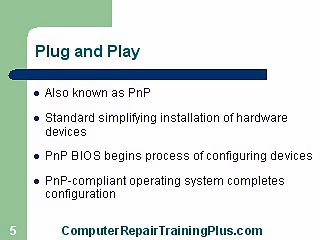 Plug and Play
Also known as PnP
Standard simplifying installation of hardware
devices
PnP BIOS begins process of configuring devices
PnP-compliant operating system completes
configuration
5
ComputerRepairTrainingPlus.com